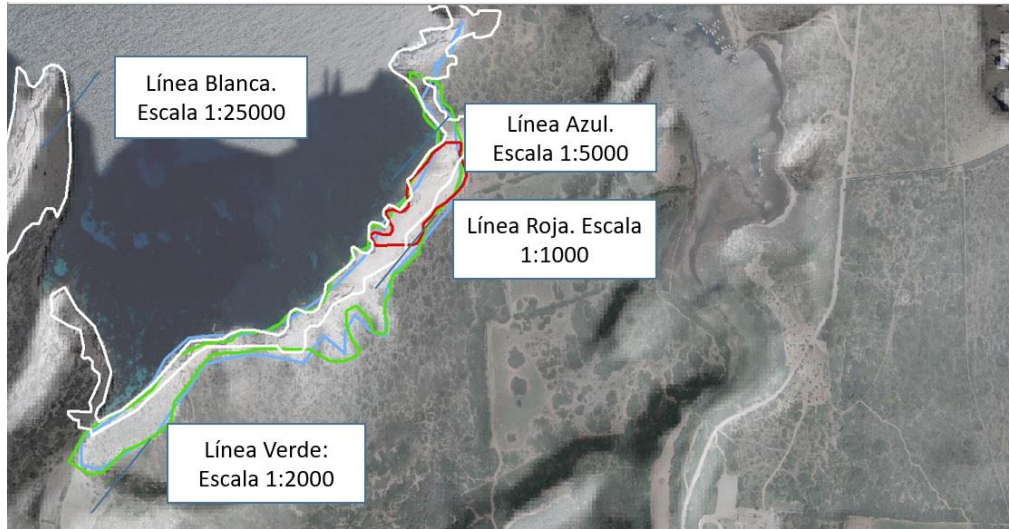 Línea Blanca.
Escala 1:25000
Línea Azul.
Escala 1:5000
Línea Roja. Escala
1:1000
Línea Verde:
Escala 1:2000